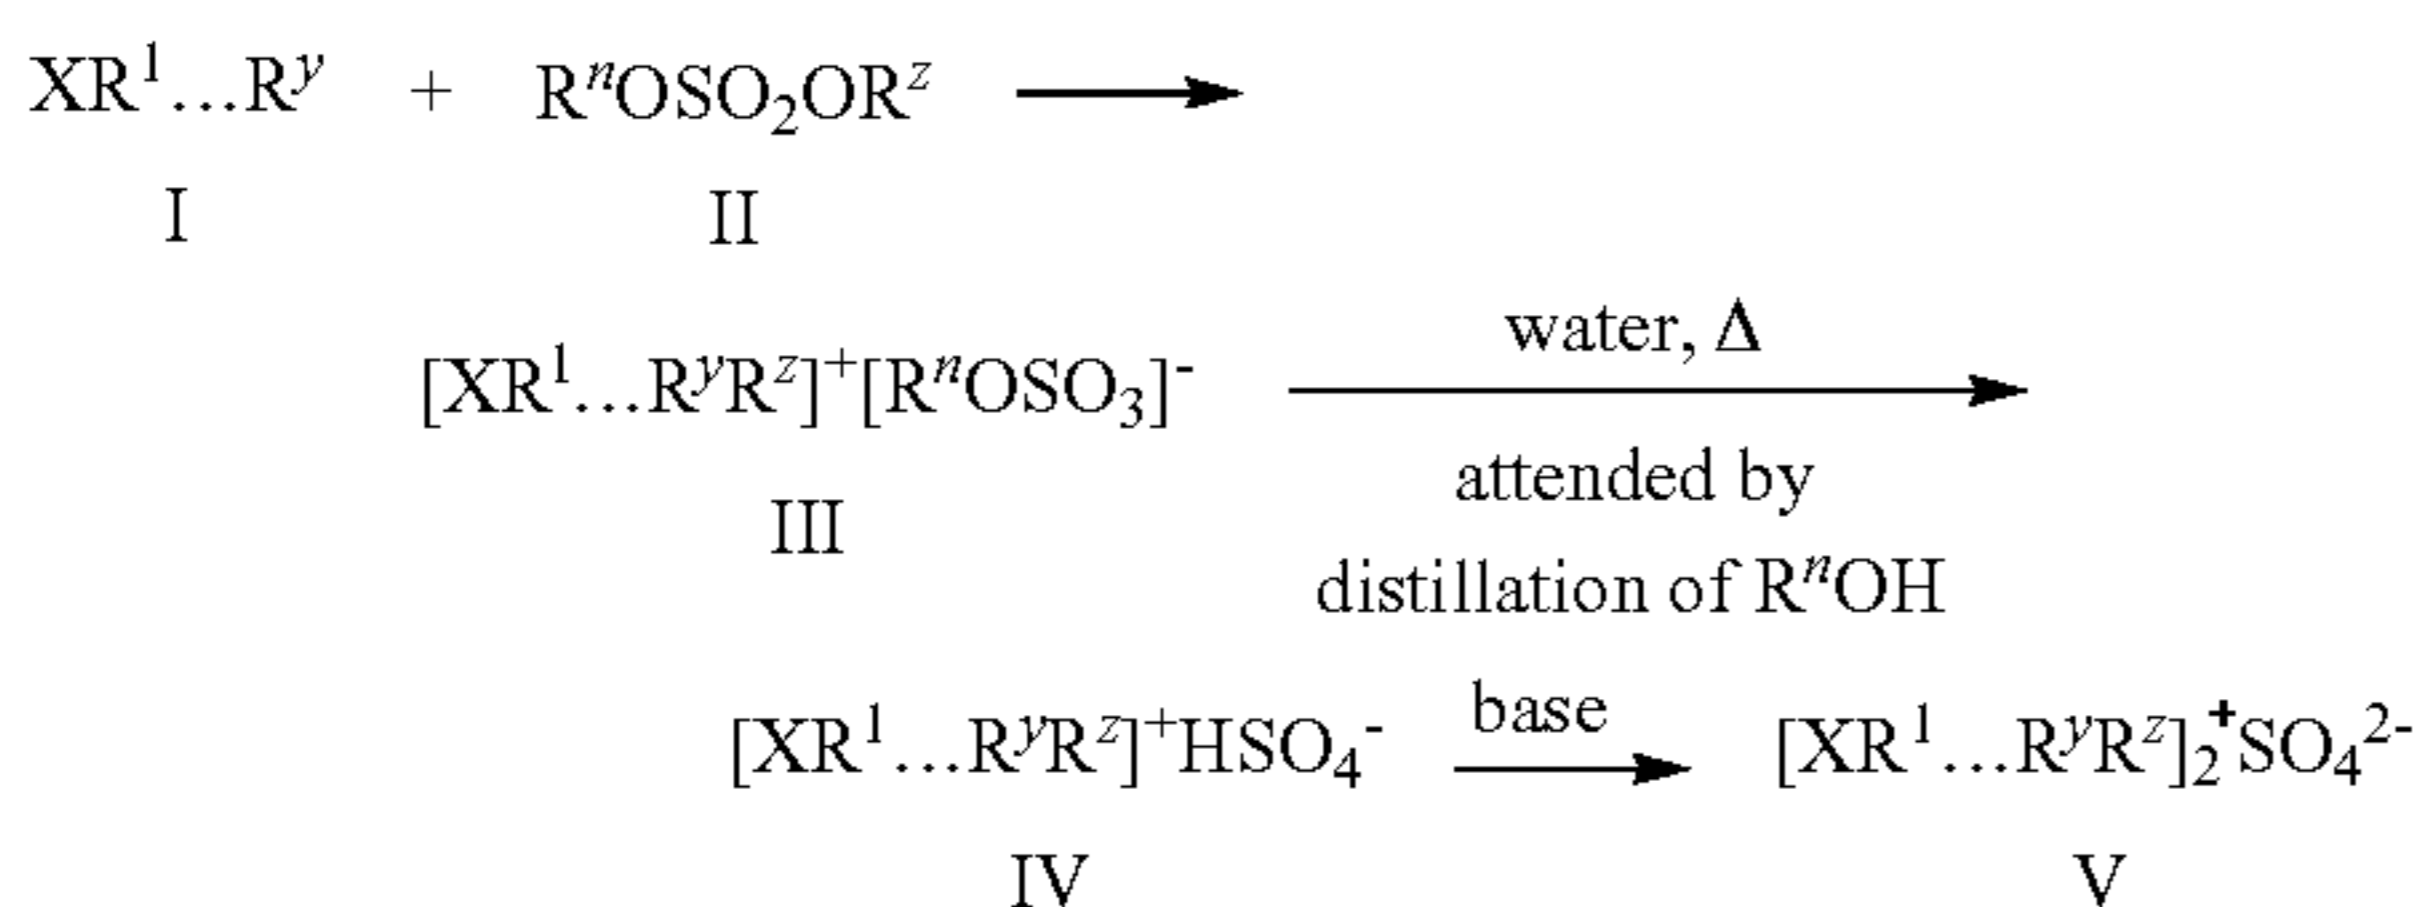 XR¹...Rʸ + RⁿOSO₂ORᶻ ⟶
I II
[XR¹...RʸRᶻ]⁺[RⁿOSO₃]⁻
III
water, Δ
attended by
distillation of RⁿOH
[XR¹...RʸRᶻ]⁺HSO₄⁻ base [XR¹...RʸRᶻ]₂⁺SO₄²⁻
IV V